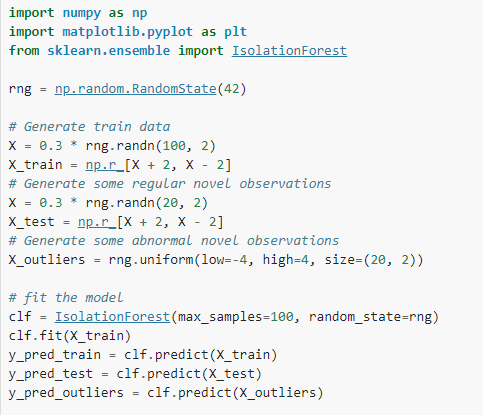 import numpy as np
import matplotlib.pyplot as plt
from sklearn.ensemble import IsolationForest
rng = np.random.RandomState(42)
# Generate train data
X = 0.3 * rng.randn(100, 2)
X_train = np.r_[X + 2, X - 2]
# Generate some regular novel observations
X = 0.3 * rng.randn(20, 2)
X_test = np.r_[X + 2, X - 2]
# Generate some abnormal novel observations
X_outliers = rng.uniform(low=-4, high=4, size=(20, 2))
# fit the model
clf = IsolationForest(max_samples=100, random_state=rng)
clf.fit(X_train)
y_pred_train = clf.predict(X_train)
y_pred_test = clf.predict(X_test)
y_pred_outliers = clf.predict(X_outliers)